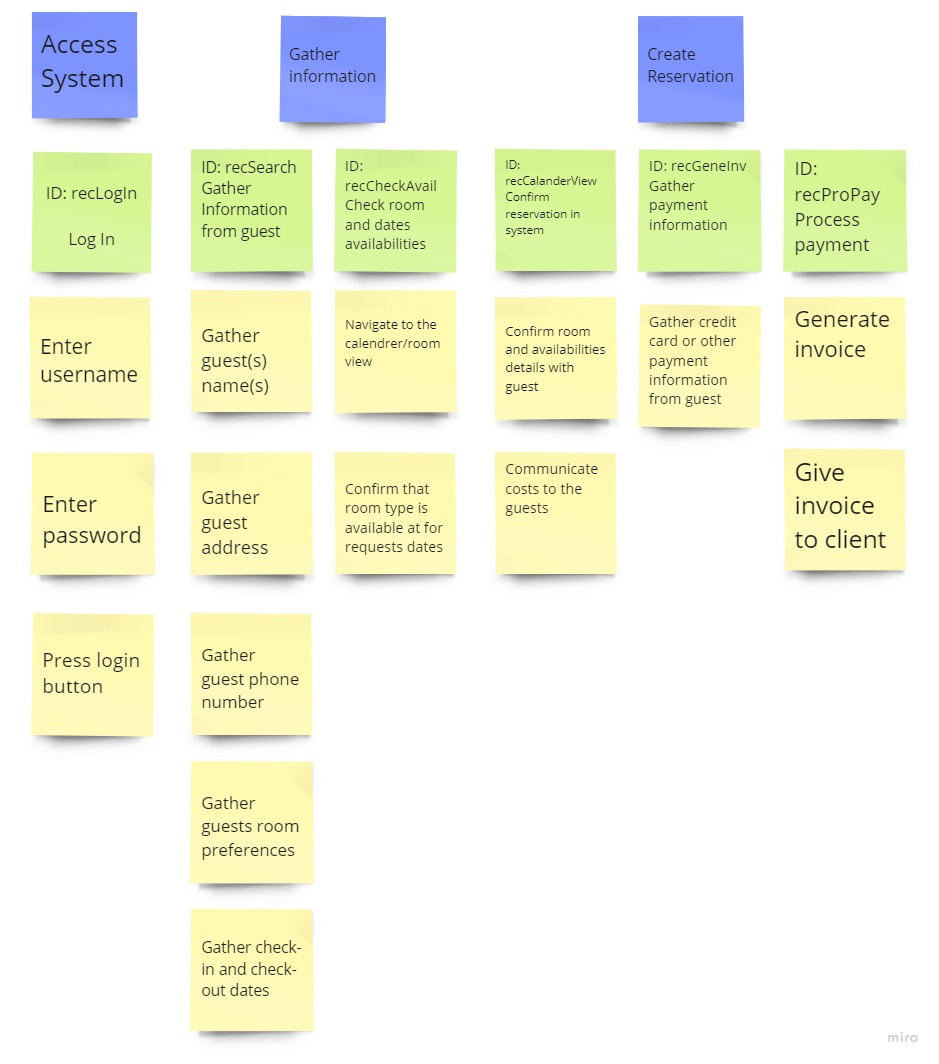 Access
System
Gather
information
Create
Reservation
ID: recLogIn
Log In
ID: recSearch
Gather
Information
from guest
ID:
recCheckAvail
Check room
and dates
availabilities
ID:
recCalanderView
Confirm
reservation in
system
ID: recGeneInv
Gather
payment
information
ID:
recProPay
Process
payment
Enter
username
Gather
guest(s)
name(s)
Navigate to the
calendrer/room
view
Confirm room
and availabilities
details with
guest
Gather credit
card or other
payment
information
from guest
Generate
invoice
Enter
password
Gather
guest
address
Confirm that
room type is
available at for
requests dates
Communicate
costs to the
guests
Give
invoice
to client
Press login
button
Gather
guest phone
number
Gather
guests room
preferences
Gather check-
in and check-
out dates
miro